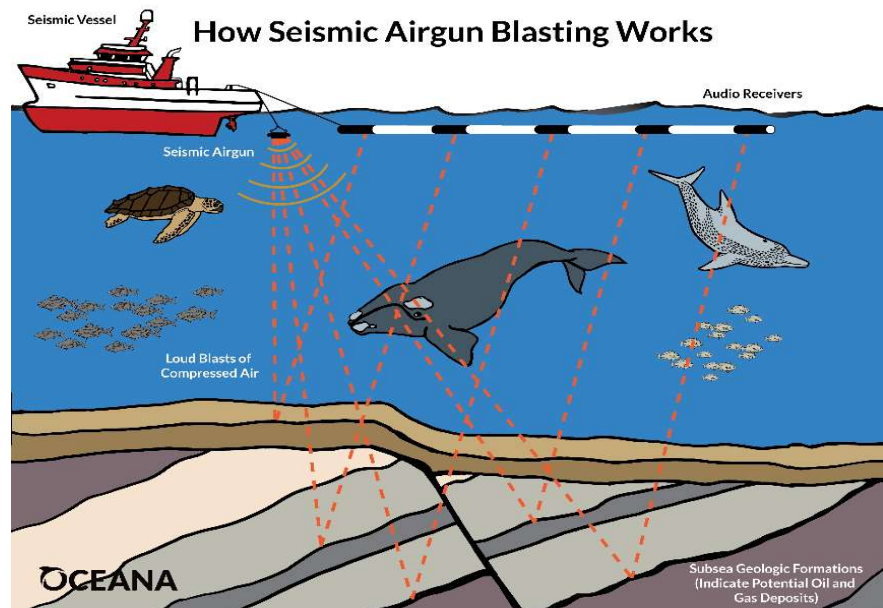 Seismic Vessel
How Seismic Airgun Blasting Works
Audio Receivers
Seismic Airgun
Loud Blasts of
Compressed Air
Subsea Geologic Formations
(Indicate Potential Oil and
Gas Deposits)
OCEANA